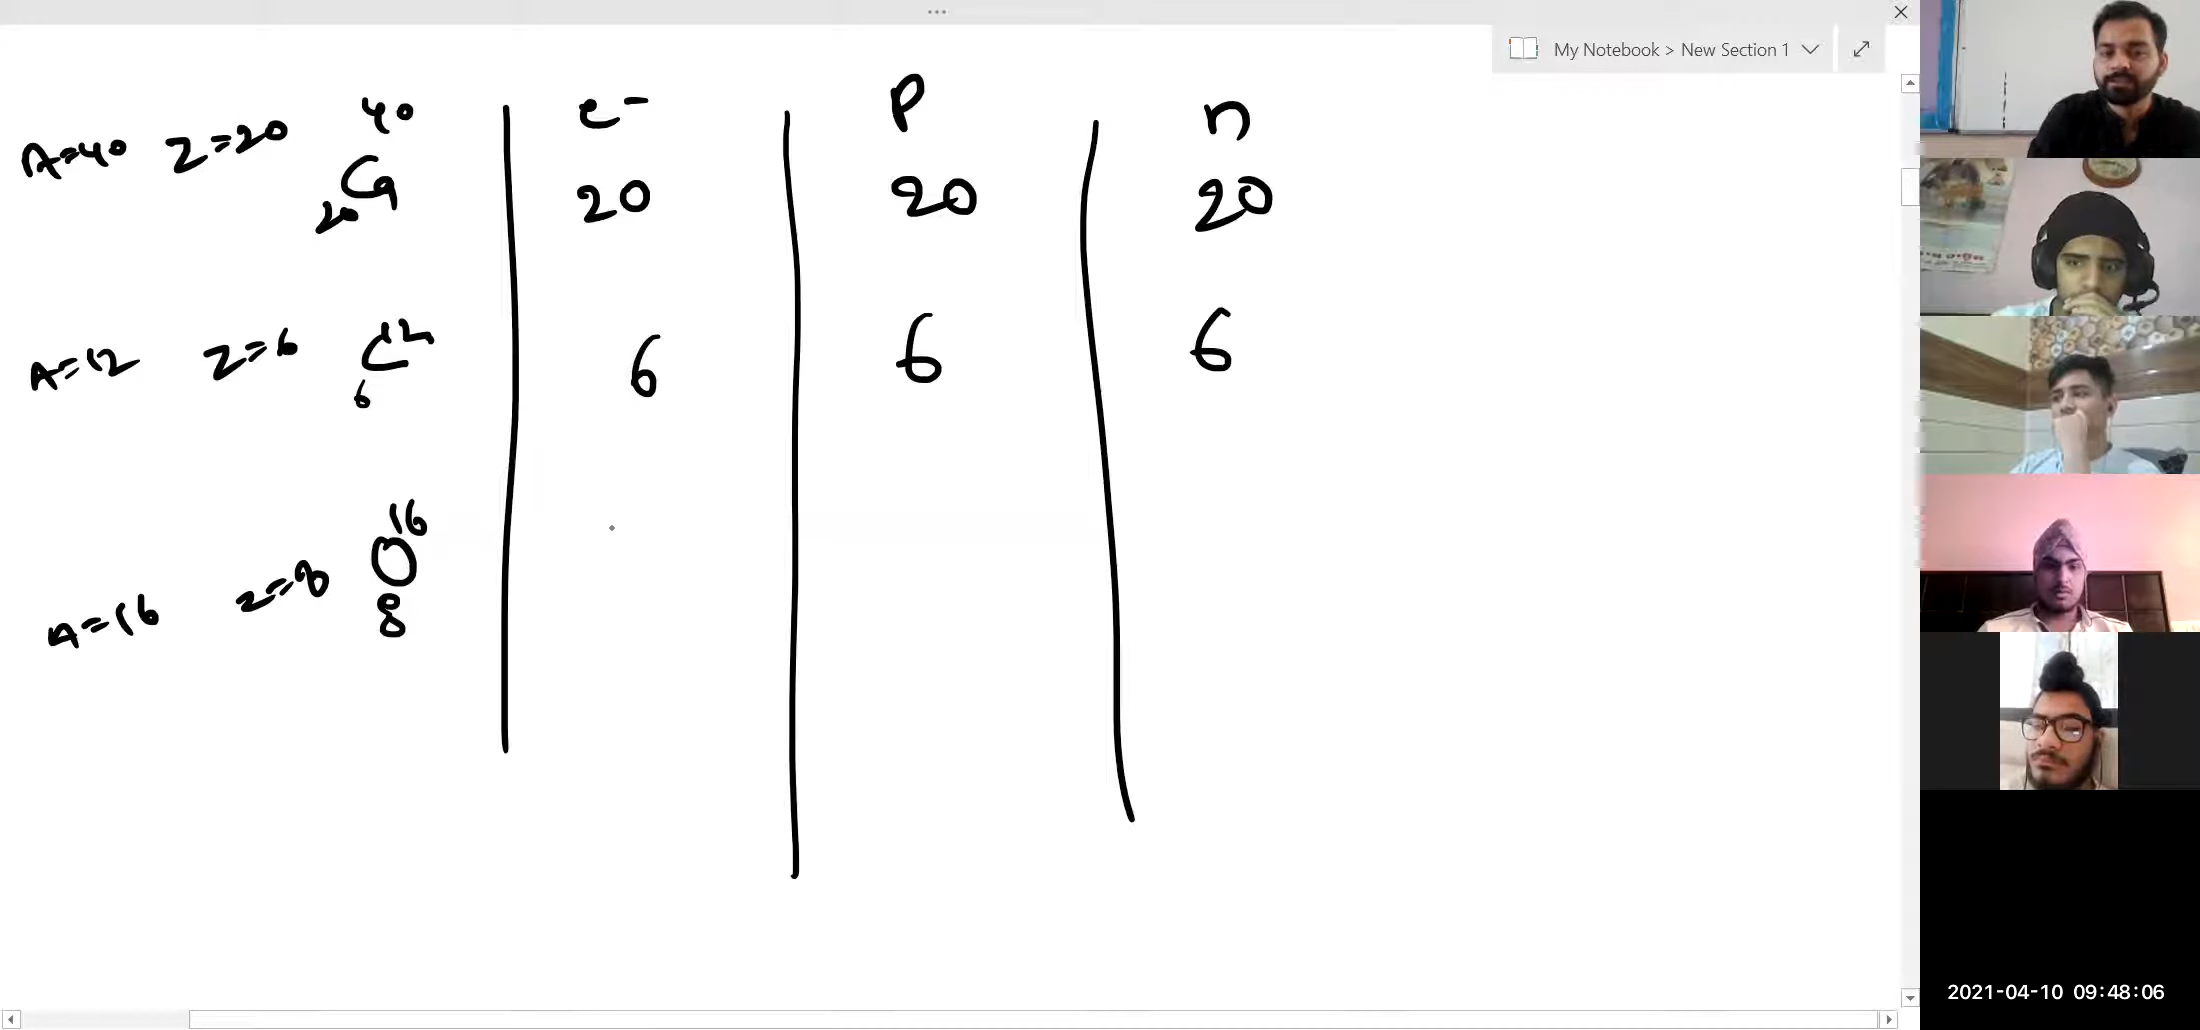 My Notebook > New Section 1
e- P n
A=40 Z=20 40
20 Ca 20 20 20
A=12 Z=6 C 12
6 6 6 6
A=16 Z=8 O 16
8
2021-04-10 09:48:06